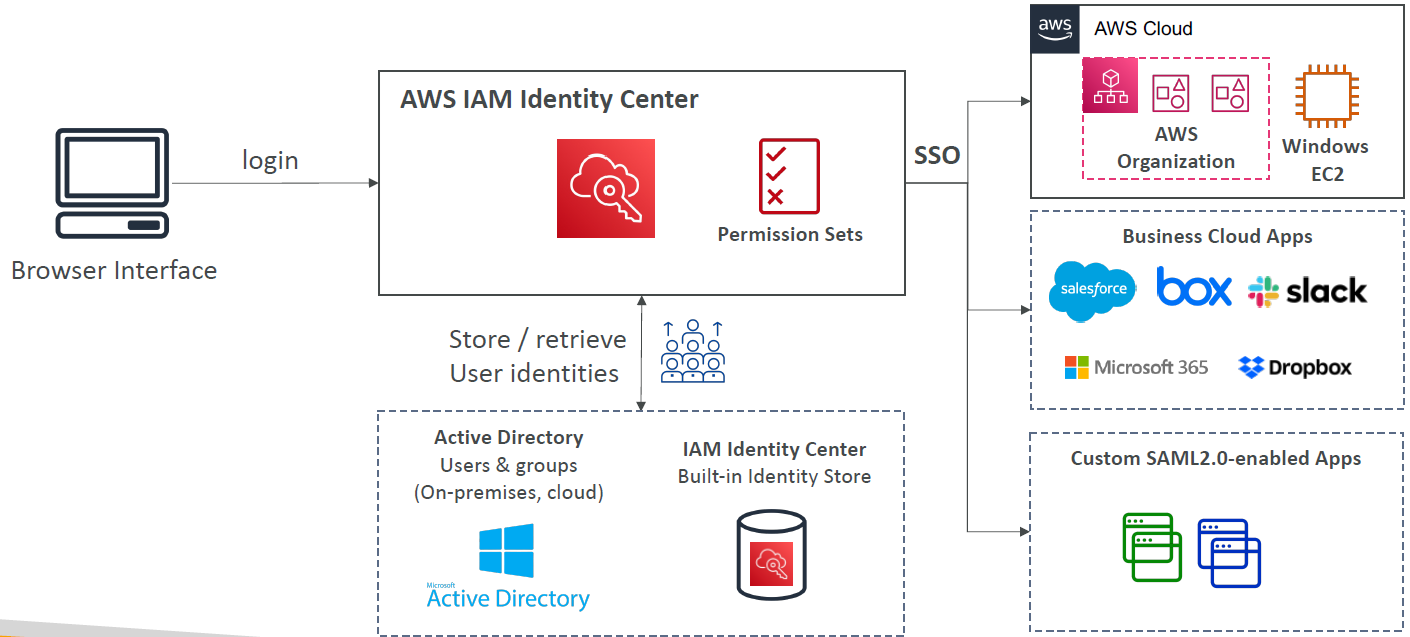 Browser Interface
login
AWS IAM Identity Center
Permission Sets
Store / retrieve
User identities
Active Directory
Users & groups
(On-premises, cloud)
Microsoft
Active Directory
IAM Identity Center
Built-in Identity Store
SSO
aws
AWS Cloud
AWS
Organization
Windows
EC2
Business Cloud Apps
salesforce
box
slack
Microsoft 365
Dropbox
Custom SAML2.0-enabled Apps